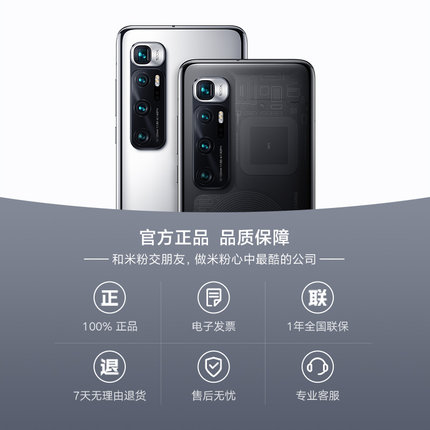 官方正品 品质保障
和米粉交朋友，做米粉心中最酷的公司
正
100% 正品
电子发票
联
1年全国联保
退
7天无理由退货
售后无忧
专业客服